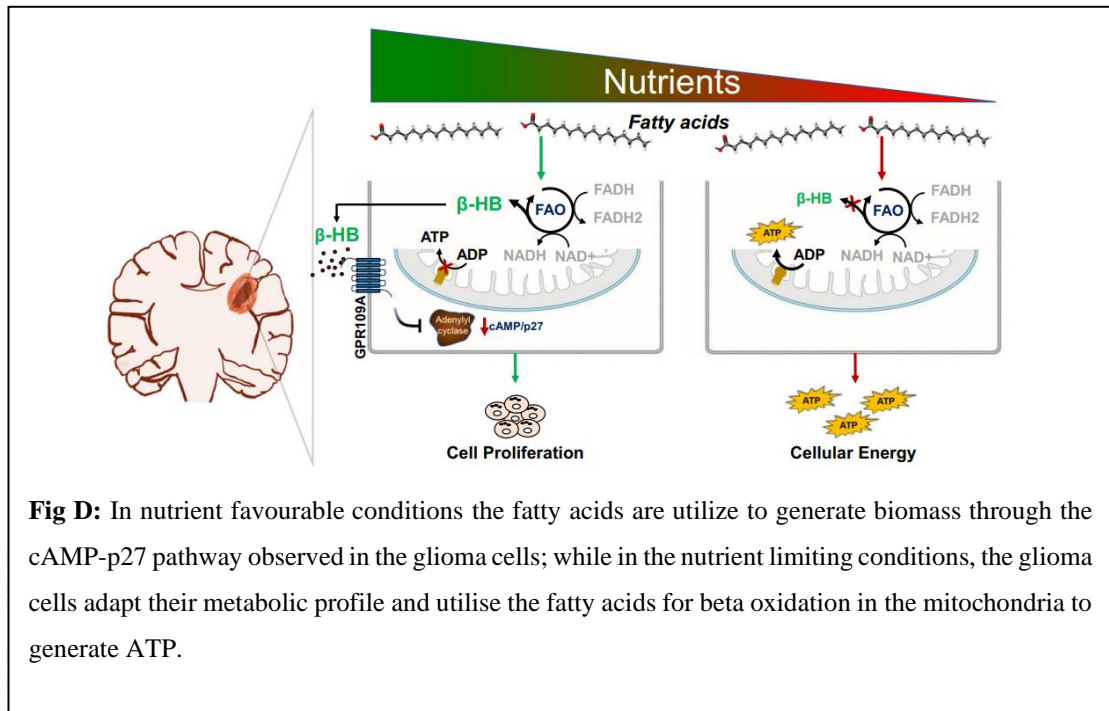 Nutrients
Fatty acids
β-HB
FAO
FADH
FADH2
NADH
NAD+
β-HB
ATP
ADP
GPR109A
Adenylyl
cyclase
cAMP/p27
Cell Proliferation
β-HB
FAO
FADH
FADH2
NADH
NAD+
ATP
ADP
ATP
ATP
ATP
Cellular Energy
Fig D: In nutrient favourable conditions the fatty acids are utilize to generate biomass through the
cAMP-p27 pathway observed in the glioma cells; while in the nutrient limiting conditions, the glioma
cells adapt their metabolic profile and utilise the fatty acids for beta oxidation in the mitochondria to
generate ATP.